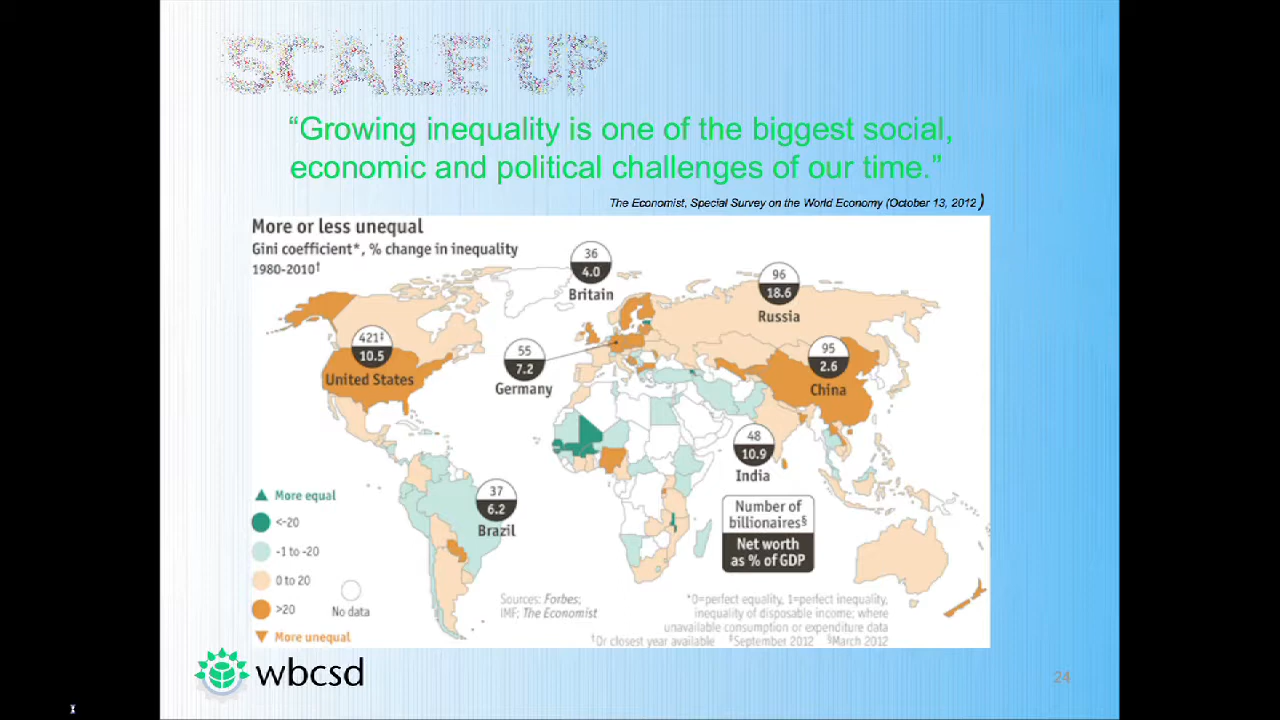 SCALE UP
“Growing inequality is one of the biggest social,
economic and political challenges of our time.”
The Economist, Special Survey on the World Economy (October 13, 2012 )
More or less unequal
Gini coefficient*, % change in inequality
1980-2010†
36
4.0
Britain
96
18.6
Russia
421‡
10.5
United States
55
7.2
Germany
95
2.6
China
48
10.9
India
37
6.2
Brazil
Number of
billionaires§
Net worth
as % of GDP
More equal
<-20
-1 to -20
0 to 20
>20
No data
More unequal
Sources: Forbes;
IMF; The Economist
*0=perfect equality, 1=perfect inequality,
inequality of disposable income; where
unavailable consumption or expenditure data
†Or closest year available ‡September 2012 §March 2012
wbcsd
24